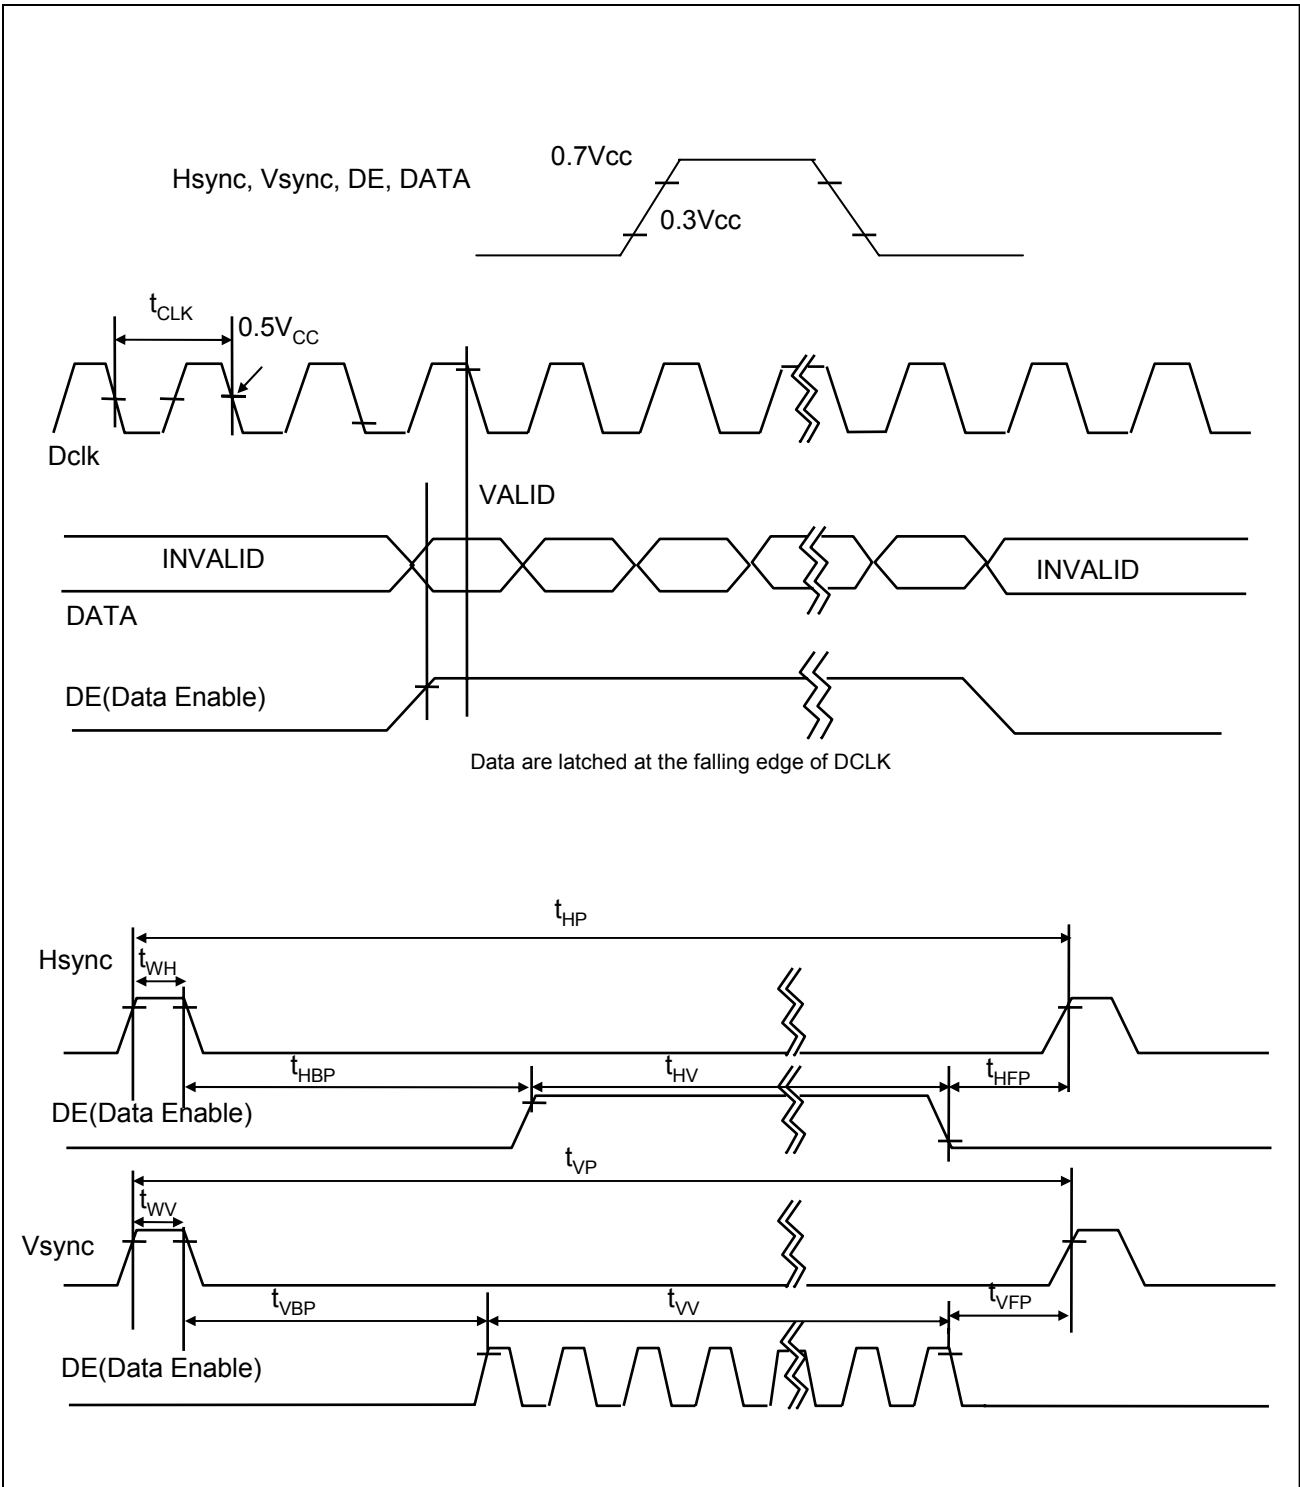 0.7Vcc
Hsync, Vsync, DE, DATA
0.3Vcc
tCLK
0.5VCC
Dclk
VALID
INVALID
INVALID
DATA
DE(Data Enable)
Data are latched at the falling edge of DCLK
tHP
Hsync
tWH
tHBP
tHV
tHFP
DE(Data Enable)
tVP
tWV
Vsync
tVBP
tVV
tVFP
DE(Data Enable)